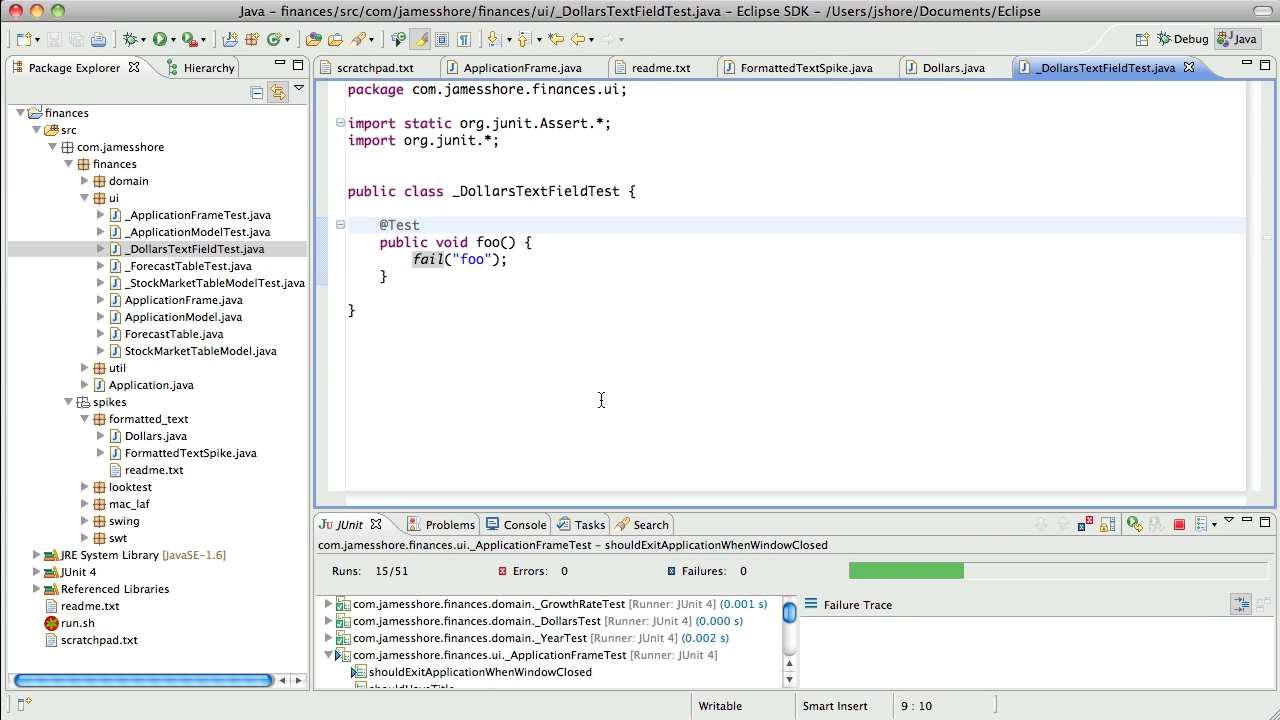 Java – finances/src/com/jamesshore/finances/ui/_DollarsTextFieldTest.java – Eclipse SDK – /Users/jshore/Documents/Eclipse
Debug
Java
Package Explorer
Hierarchy
scratchpad.txt
ApplicationFrame.java
readme.txt
FormattedTextSpike.java
Dollars.java
_DollarsTextFieldTest.java
finances
src
com.jamesshore
finances
domain
ui
_ApplicationFrameTest.java
_ApplicationModelTest.java
_DollarsTextFieldTest.java
_ForecastTableTest.java
_StockMarketTableModelTest.java
ApplicationFrame.java
ApplicationModel.java
ForecastTable.java
StockMarketTableModel.java
util
Application.java
spikes
formatted_text
Dollars.java
FormattedTextSpike.java
readme.txt
looktest
mac_laf
swing
swt
JRE System Library [JavaSE-1.6]
JUnit 4
Referenced Libraries
readme.txt
run.sh
scratchpad.txt
package com.jamesshore.finances.ui;
import static org.junit.Assert.*;
import org.junit.*;
public class _DollarsTextFieldTest {
@Test
public void foo() {
fail("foo");
}
}
JUnit
Problems
Console
Tasks
Search
com.jamesshore.finances.ui._ApplicationFrameTest – shouldExitApplicationWhenWindowClosed
Runs: 15/51
Errors: 0
Failures: 0
com.jamesshore.finances.domain._GrowthRateTest [Runner: JUnit 4] (0.001 s)
com.jamesshore.finances.domain._DollarsTest [Runner: JUnit 4] (0.000 s)
com.jamesshore.finances.domain._YearTest [Runner: JUnit 4] (0.002 s)
com.jamesshore.finances.ui._ApplicationFrameTest [Runner: JUnit 4]
shouldExitApplicationWhenWindowClosed
shouldHaveTitle
Failure Trace
Writable
Smart Insert
9 : 10